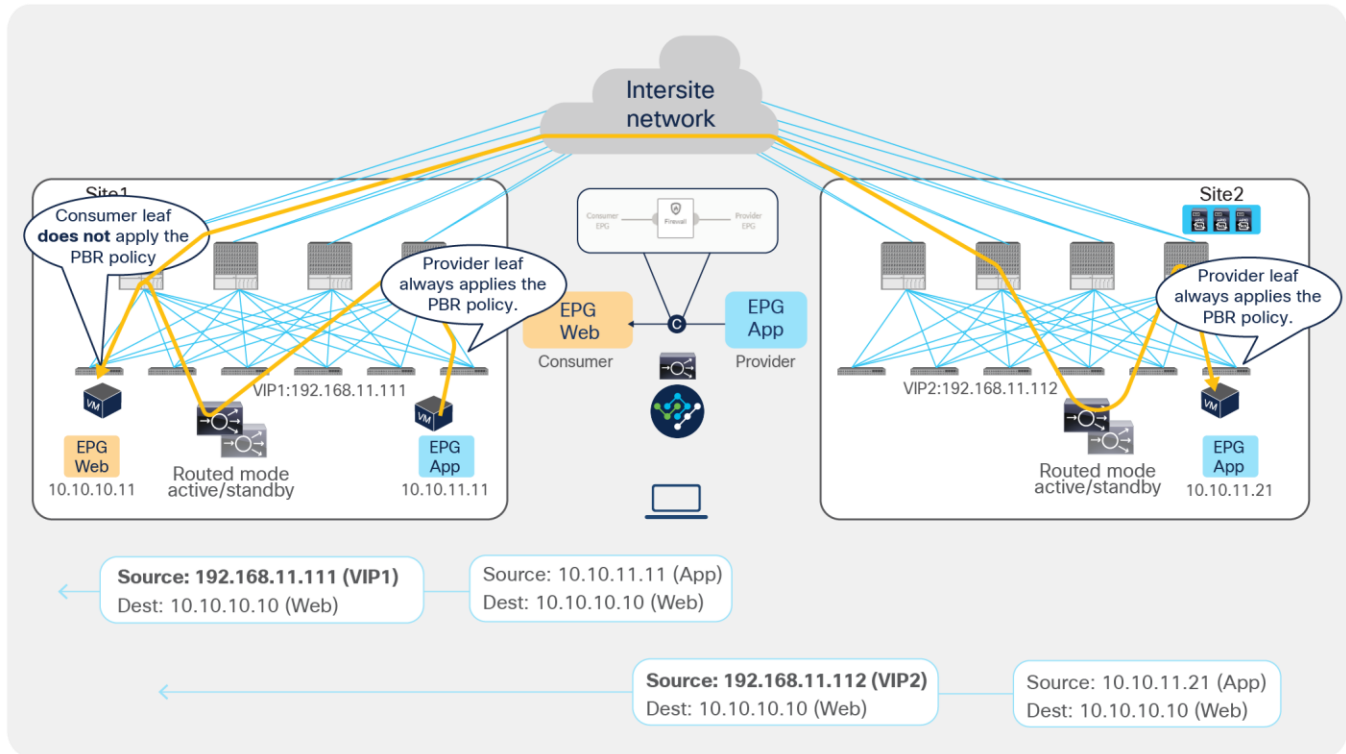 Intersite
network
Site1
Consumer leaf
does not apply the
PBR policy
Provider leaf
always applies the
PBR policy.
Consumer
EPG
Firewall
Provider
EPG
EPG
Web
Consumer
C
EPG
App
Provider
Site2
Provider leaf
always applies the
PBR policy.
VIP1:192.168.11.111
VIP2:192.168.11.112
VM
VM
VM
EPG
Web
10.10.10.11
Routed mode
active/standby
EPG
App
10.10.11.11
Routed mode
active/standby
EPG
App
10.10.11.21
Source: 192.168.11.111 (VIP1)
Dest: 10.10.10.10 (Web)
Source: 10.10.11.11 (App)
Dest: 10.10.10.10 (Web)
Source: 192.168.11.112 (VIP2)
Dest: 10.10.10.10 (Web)
Source: 10.10.11.21 (App)
Dest: 10.10.10.10 (Web)